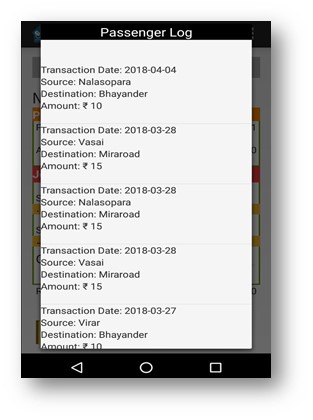 Passenger Log
Transaction Date: 2018-04-04
Source: Nalasopara
Destination: Bhayander
Amount: ₹ 10
Transaction Date: 2018-03-28
Source: Vasai
Destination: Miraroad
Amount: ₹ 15
Transaction Date: 2018-03-28
Source: Nalasopara
Destination: Miraroad
Amount: ₹ 15
Transaction Date: 2018-03-28
Source: Vasai
Destination: Miraroad
Amount: ₹ 15
Transaction Date: 2018-03-27
Source: Virar
Destination: Bhayander
Amount: ₹ 10